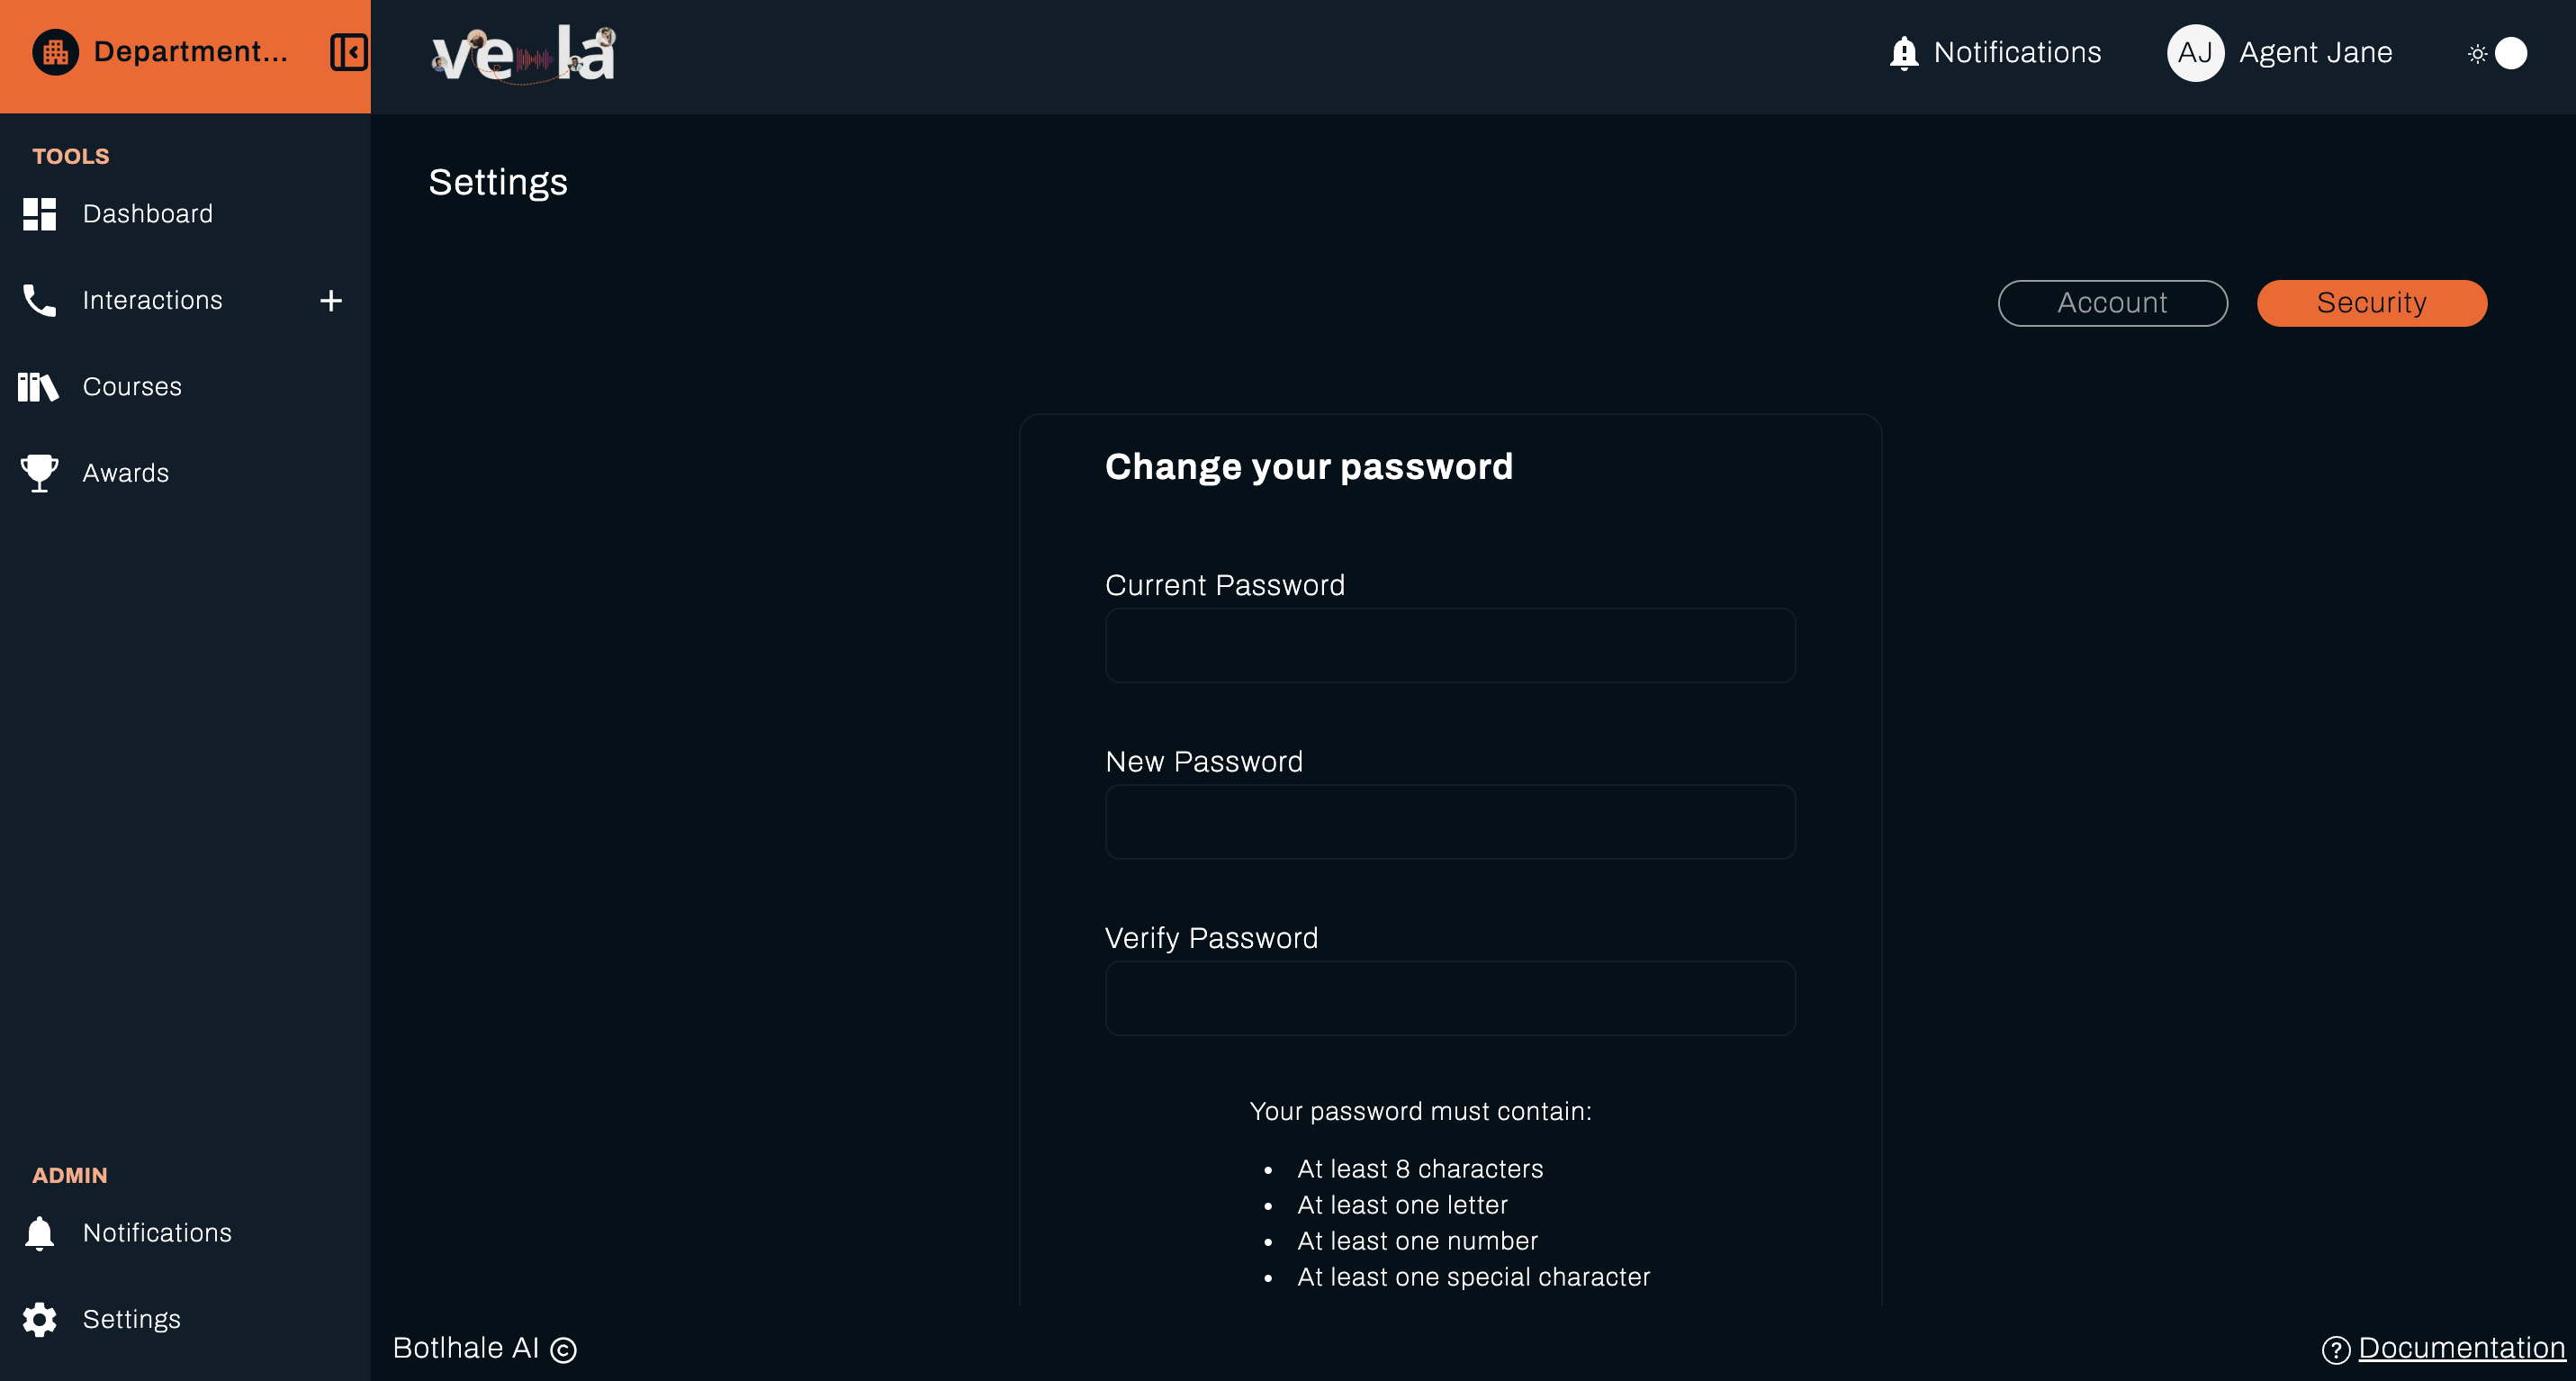 Department...
vela
Notifications
AJ
Agent Jane
TOOLS
Dashboard
Interactions
Courses
Awards
ADMIN
Notifications
Settings
Settings
Account
Security
Change your password
Current Password
New Password
Verify Password
Your password must contain:
• At least 8 characters
• At least one letter
• At least one number
• At least one special character
Botlhale AI ©
Documentation